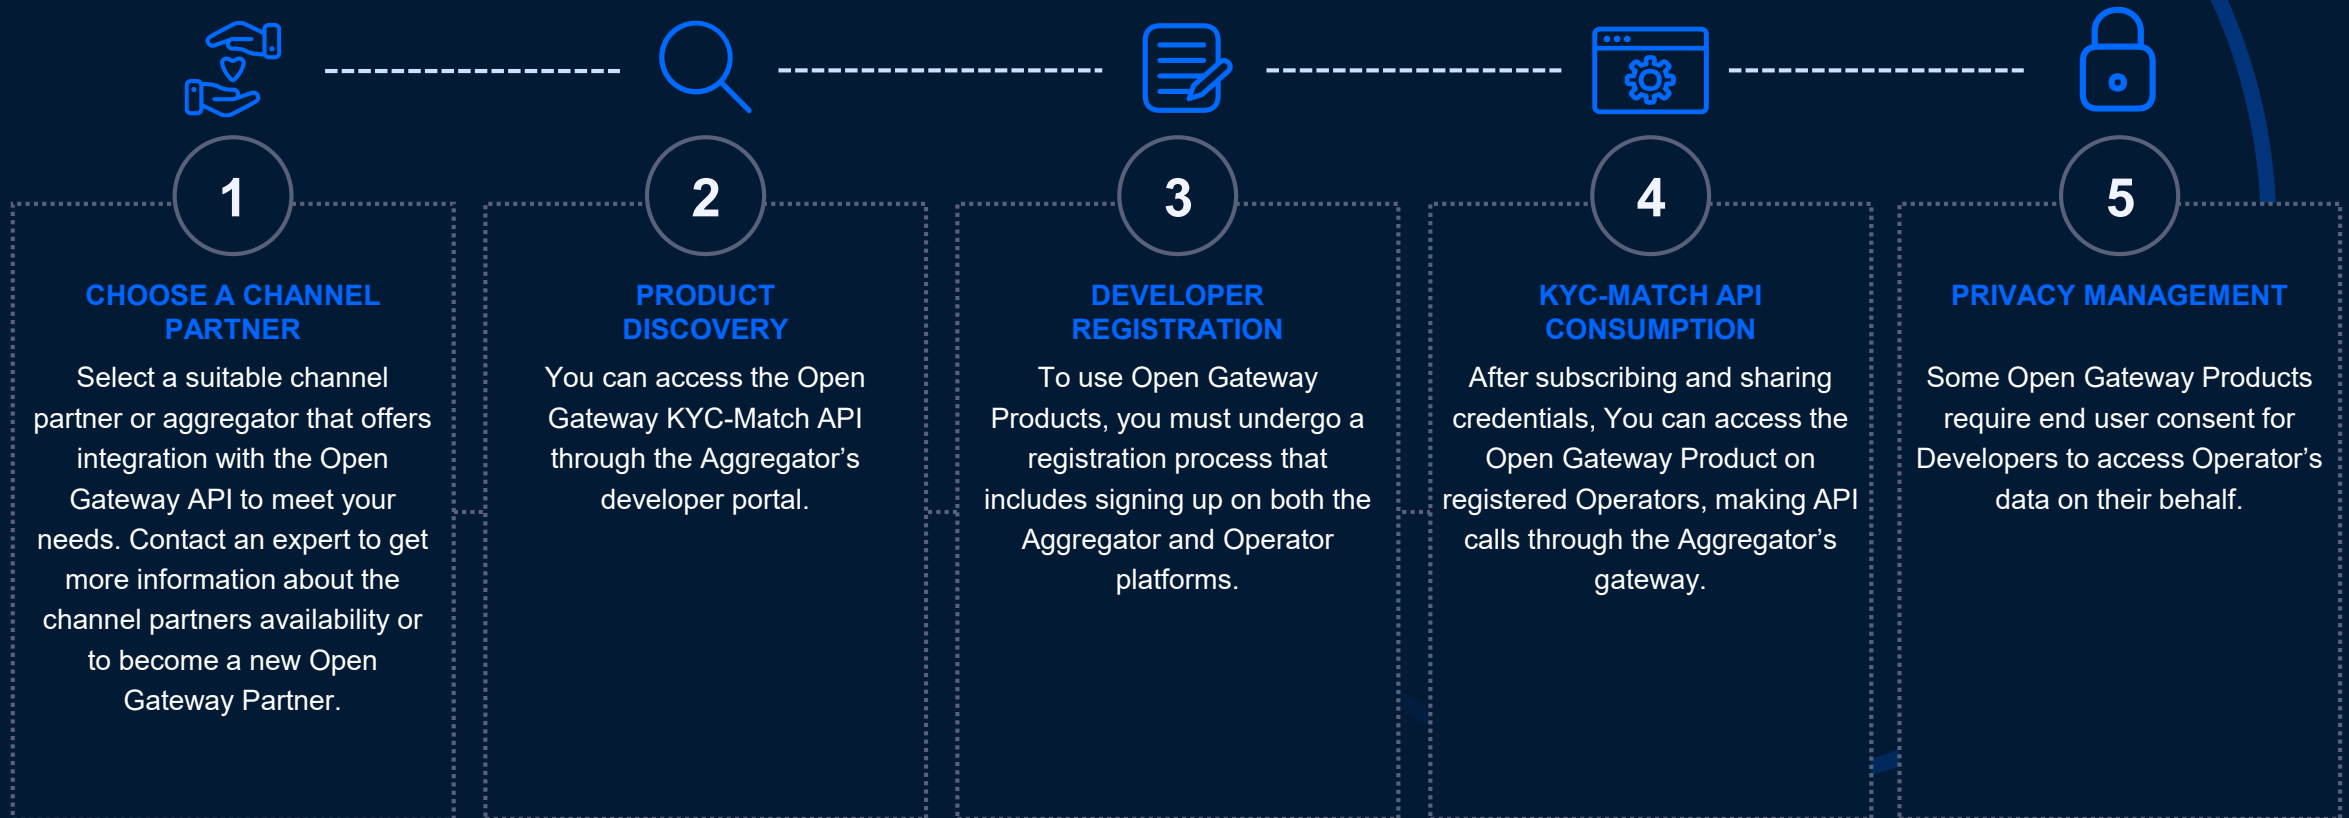 1
CHOOSE A CHANNEL
PARTNER
Select a suitable channel
partner or aggregator that offers
integration with the Open
Gateway API to meet your
needs. Contact an expert to get
more information about the
channel partners availability or
to become a new Open
Gateway Partner.
2
PRODUCT
DISCOVERY
You can access the Open
Gateway KYC-Match API
through the Aggregator’s
developer portal.
3
DEVELOPER
REGISTRATION
To use Open Gateway
Products, you must undergo a
registration process that
includes signing up on both the
Aggregator and Operator
platforms.
4
KYC-MATCH API
CONSUMPTION
After subscribing and sharing
credentials, You can access the
Open Gateway Product on
registered Operators, making API
calls through the Aggregator’s
gateway.
5
PRIVACY MANAGEMENT
Some Open Gateway Products
require end user consent for
Developers to access Operator’s
data on their behalf.